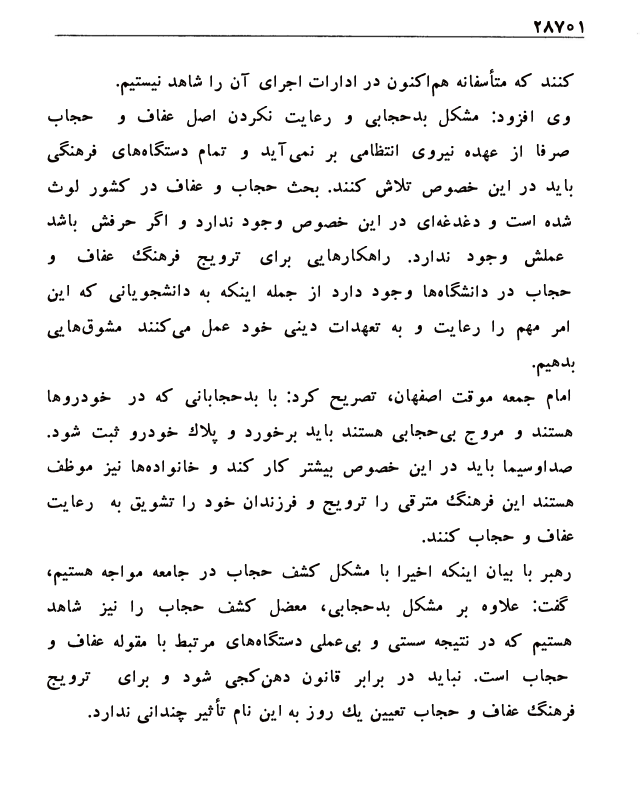 ۲۸۷۰۱
کنند که متأسفانه هم‌اکنون در ادارات اجرای آن را شاهد نیستیم.
وی افزود: مشکل بدحجابی و رعایت نکردن اصل عفاف و حجاب
صرفا از عهده نیروی انتظامی بر نمی‌آید و تمام دستگاه‌های فرهنگی
باید در این خصوص تلاش کنند. بحث حجاب و عفاف در کشور لوث
شده است و دغدغه‌ای در این خصوص وجود ندارد و اگر حرفش باشد
عملش وجود ندارد. راهکارهایی برای ترویج فرهنگ عفاف و
حجاب در دانشگاه‌ها وجود دارد از جمله اینکه به دانشجویانی که این
امر مهم را رعایت و به تعهدات دینی خود عمل می‌کنند مشوق‌هایی
بدهیم.
امام جمعه موقت اصفهان، تصریح کرد: با بدحجابانی که در خودروها
هستند و مروج بی‌حجابی هستند باید برخورد و پلاک خودرو ثبت شود.
صداوسیما باید در این خصوص بیشتر کار کند و خانواده‌ها نیز موظف
هستند این فرهنگ مترقی را ترویج و فرزندان خود را تشویق به رعایت
عفاف و حجاب کنند.
رهبر با بیان اینکه اخیرا با مشکل کشف حجاب در جامعه مواجه هستیم،
گفت: علاوه بر مشکل بدحجابی، معضل کشف حجاب را نیز شاهد
هستیم که در نتیجه سستی و بی‌عملی دستگاه‌های مرتبط با مقوله عفاف و
حجاب است. نباید در برابر قانون دهن‌کجی شود و برای ترویج
فرهنگ عفاف و حجاب تعیین یك روز به این نام تأثیر چندانی ندارد.